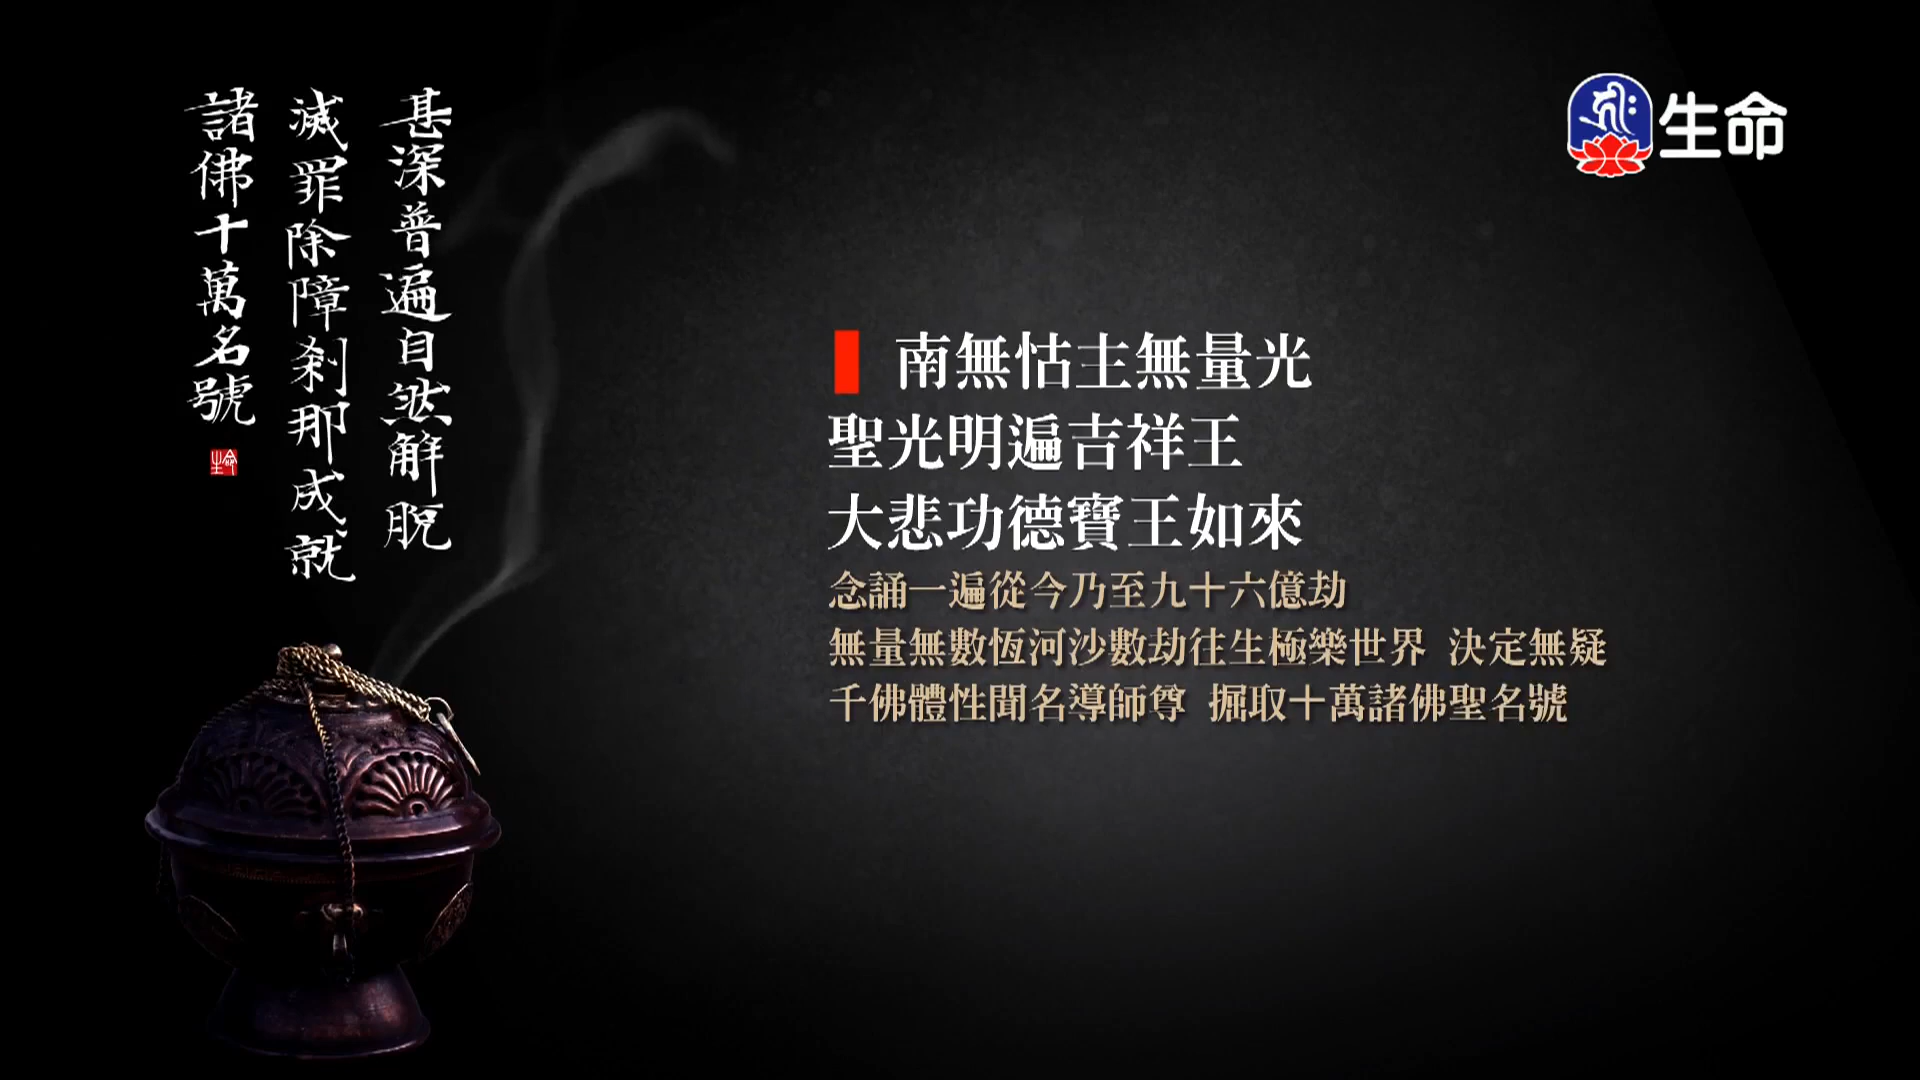 甚深普遍自然解脫
滅罪除障剎那成就
諸佛十萬名號
生命
生命
南無怙主無量光
聖光明遍吉祥王
大悲功德寶王如來
念誦一遍從今乃至九十六億劫
無量無數恆河沙數劫往生極樂世界 決定無疑
千佛體性聞名導師尊 掘取十萬諸佛聖名號